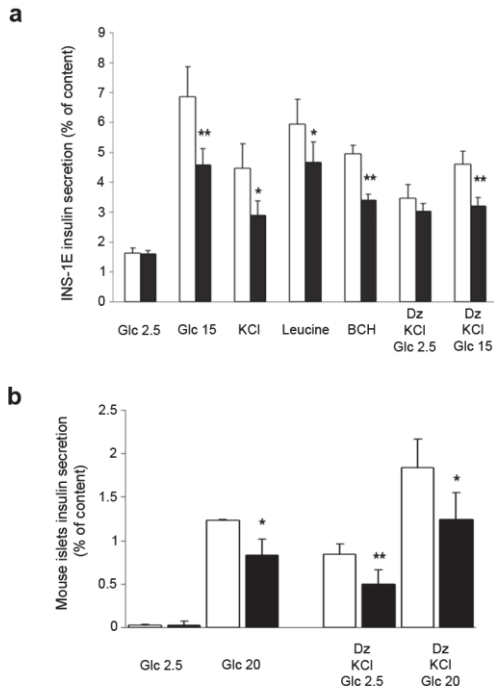 a
INS-1E insulin secretion (% of content)
9
8
7
6
5
4
3
2
1
0
** * * ** **
Glc 2.5 Glc 15 KCl Leucine BCH Dz Dz
KCl KCl
Glc 2.5 Glc 15
b
Mouse islets insulin secretion
(% of content)
2.5
2
1.5
1
0.5
0
* ** *
Glc 2.5 Glc 20 Dz Dz
KCl KCl
Glc 2.5 Glc 20